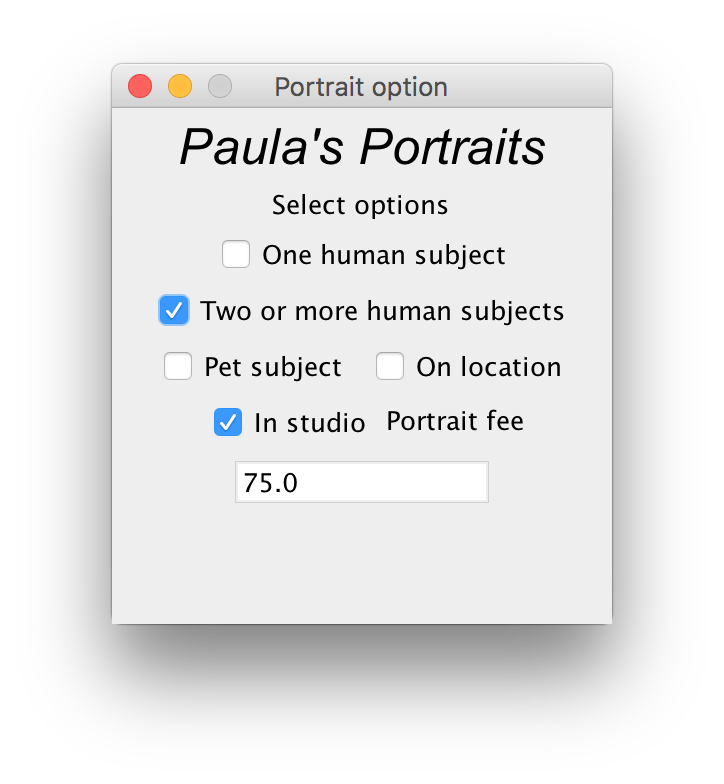 Portrait option
Paula's Portraits
Select options
One human subject
Two or more human subjects
Pet subject On location
In studio Portrait fee
75.0